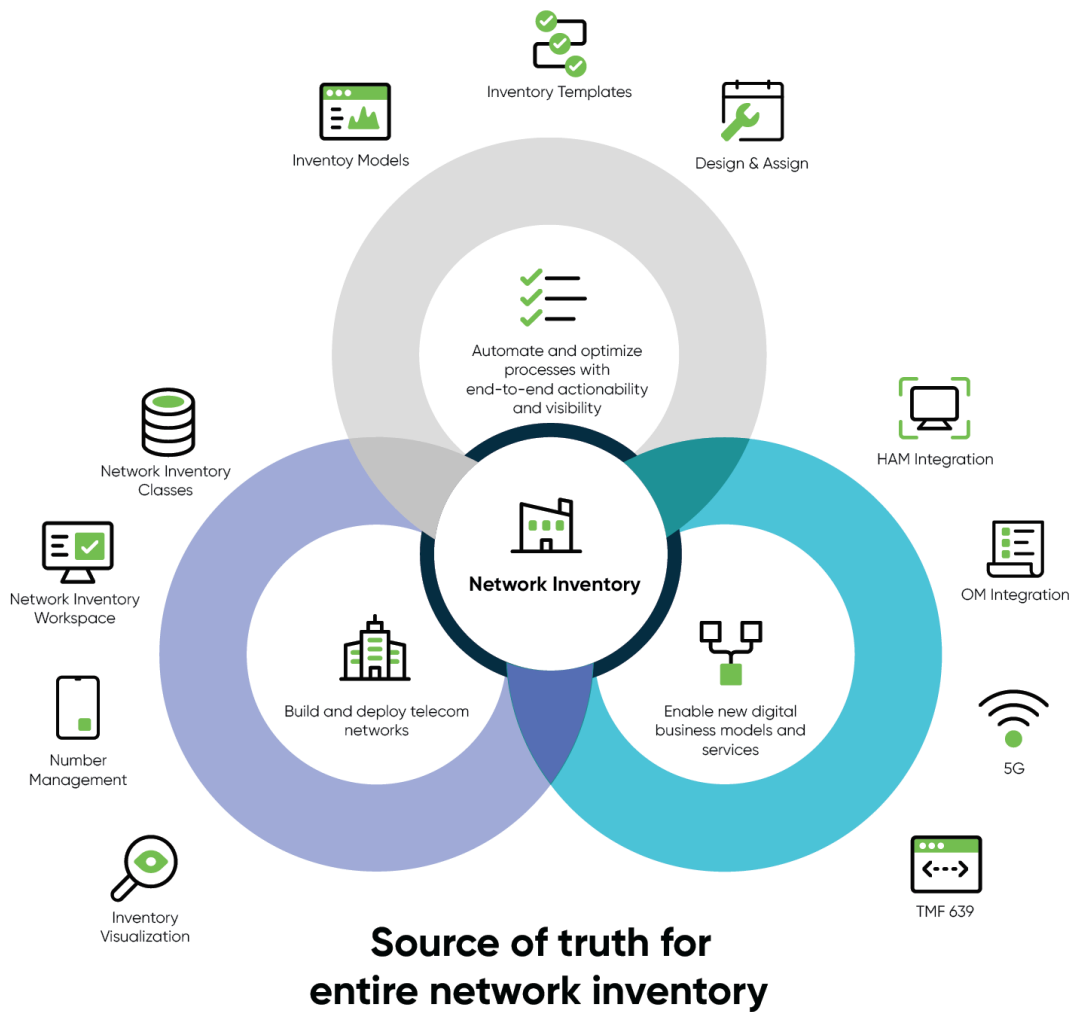 Inventory Templates
Inventoy Models
Design & Assign
Automate and optimize
processes with
end-to-end actionability
and visibility
Network Inventory
Classes
HAM Integration
Network Inventory
Network Inventory
Workspace
OM Integration
Build and deploy telecom
networks
Enable new digital
business models and
services
Number
Management
5G
Inventory
Visualization
TMF 639
Source of truth for
entire network inventory